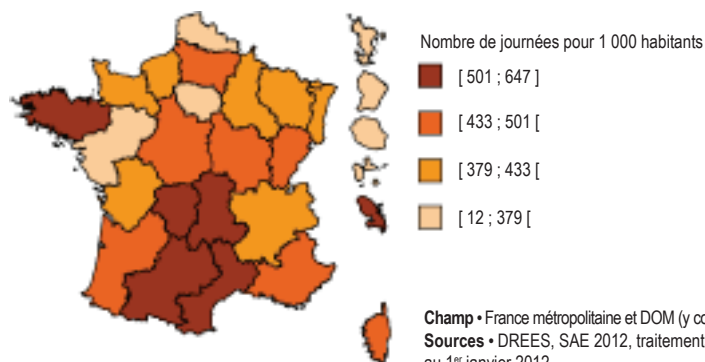 Nombre de journées pour 1 000 habitants
[ 501 ; 647 ]
[ 433 ; 501 [
[ 379 ; 433 [
[ 12 ; 379 [
Champ • France métropolitaine et DOM (y co
Sources • DREES, SAE 2012, traitement
au 1er janvier 2012